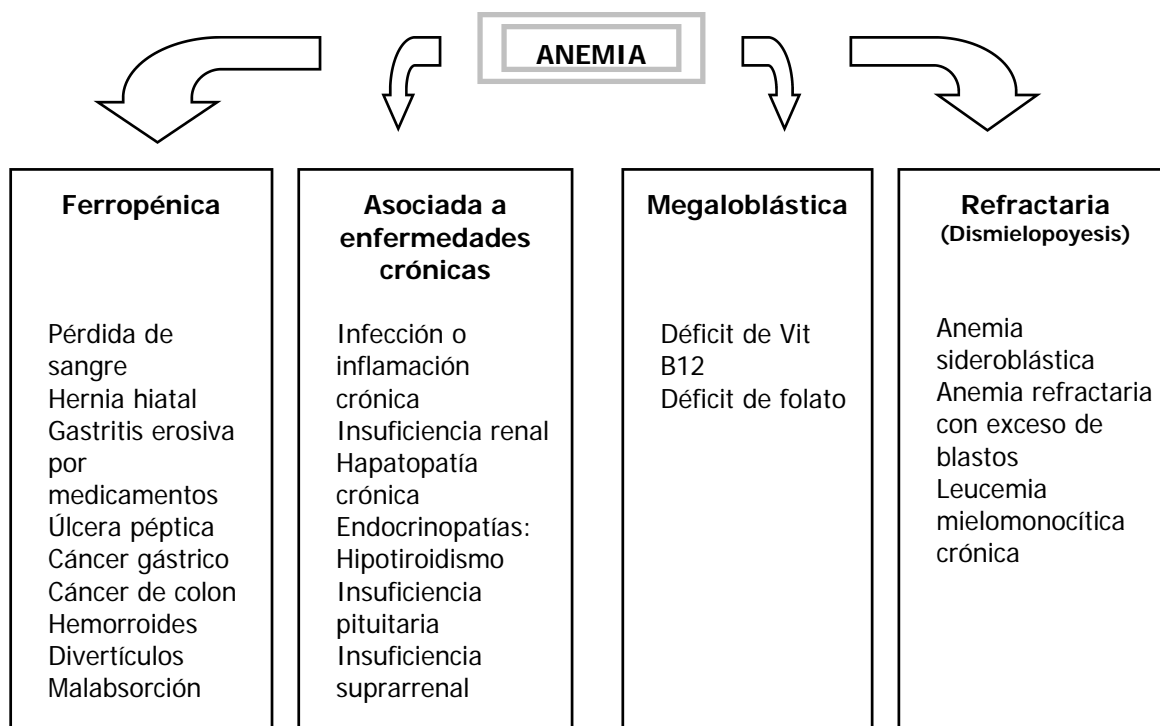 ANEMIA
Ferropénica
Pérdida de
sangre
Hernia hiatal
Gastritis erosiva
por
medicamentos
Úlcera péptica
Cáncer gástrico
Cáncer de colon
Hemorroides
Divertículos
Malabsorción
Asociada a
enfermedades
crónicas
Infección o
inflamación
crónica
Insuficiencia renal
Hapatopatía
crónica
Endocrinopatías:
Hipotiroidismo
Insuficiencia
pituitaria
Insuficiencia
suprarrenal
Megaloblástica
Déficit de Vit
B12
Déficit de folato
Refractaria
(Dismielopoyesis)
Anemia
sideroblástica
Anemia refractaria
con exceso de
blastos
Leucemia
mielomonocítica
crónica